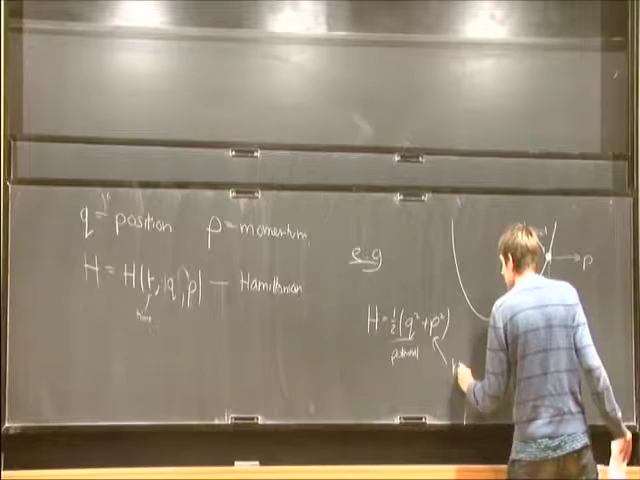 q = position p = momentum.
H = H(t, q, p) — Hamiltonian
time
e.g
H = ½(q² + p²)
potential
p